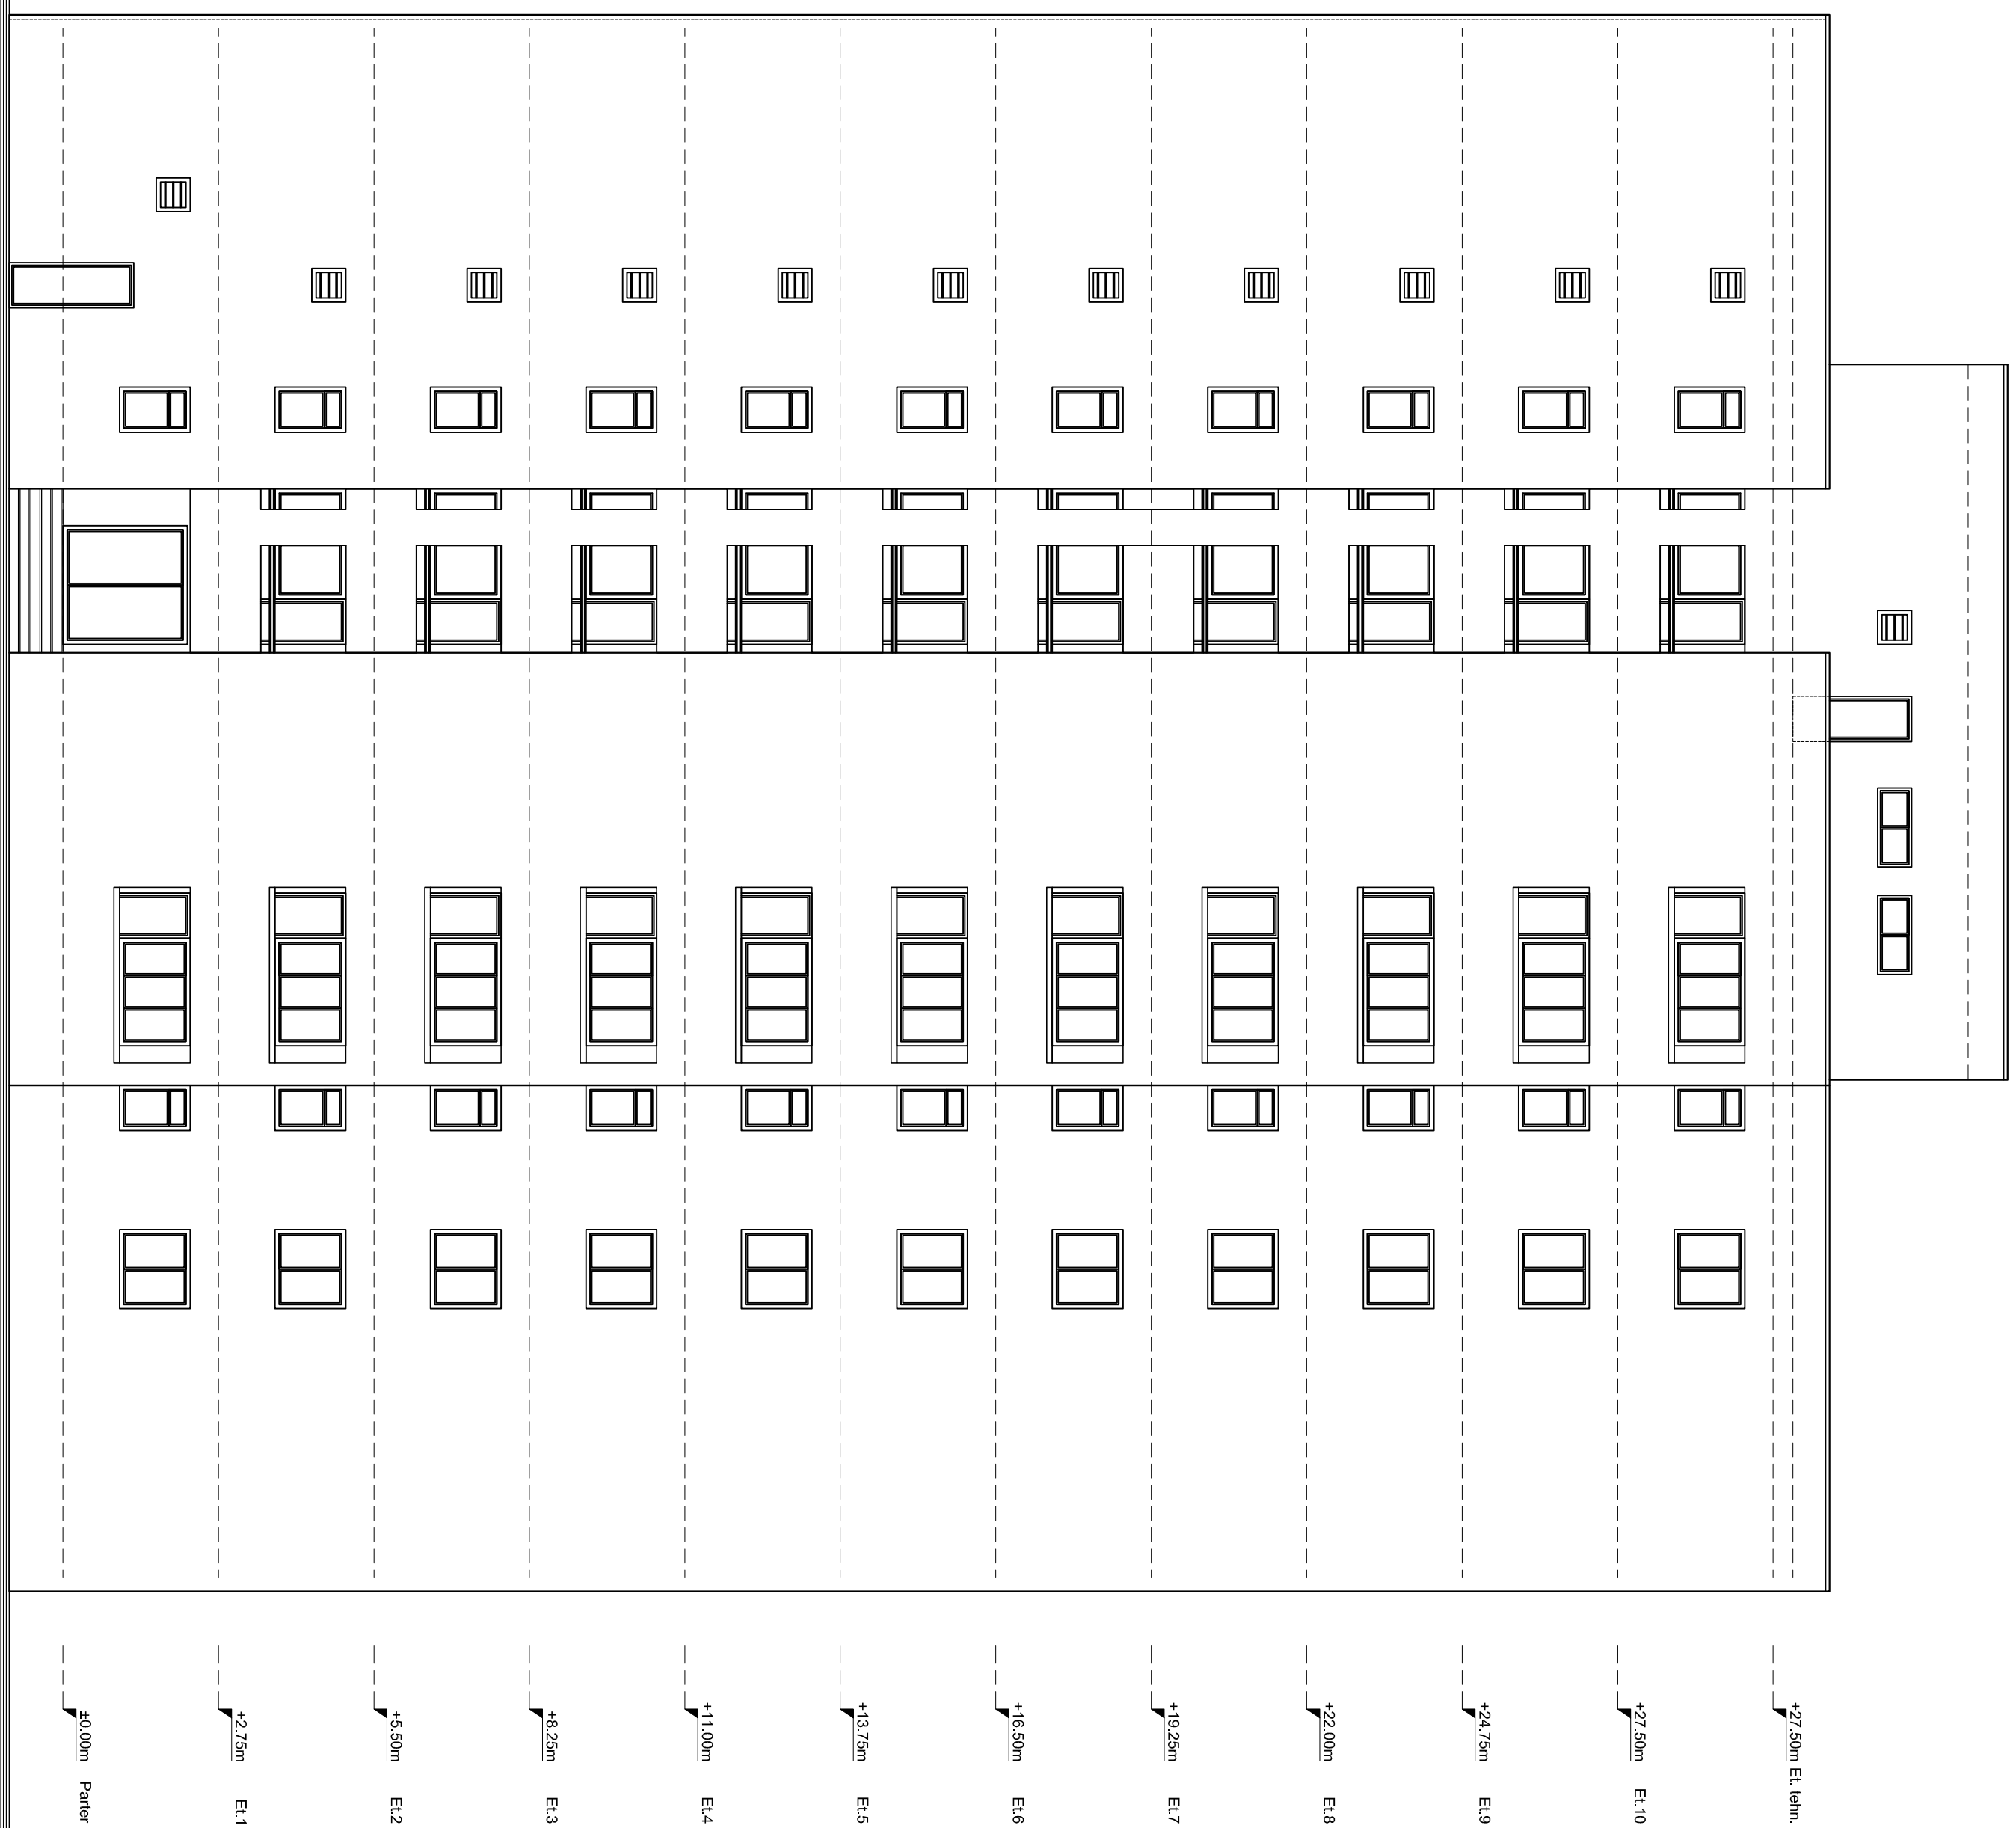 +27.50m Et. tehn.
+27.50m Et.10
+24.75m Et.9
+22.00m Et.8
+19.25m Et.7
+16.50m Et.6
+13.75m Et.5
+11.00m Et.4
+8.25m Et.3
+5.50m Et.2
+2.75m Et.1
±0.00m Parter